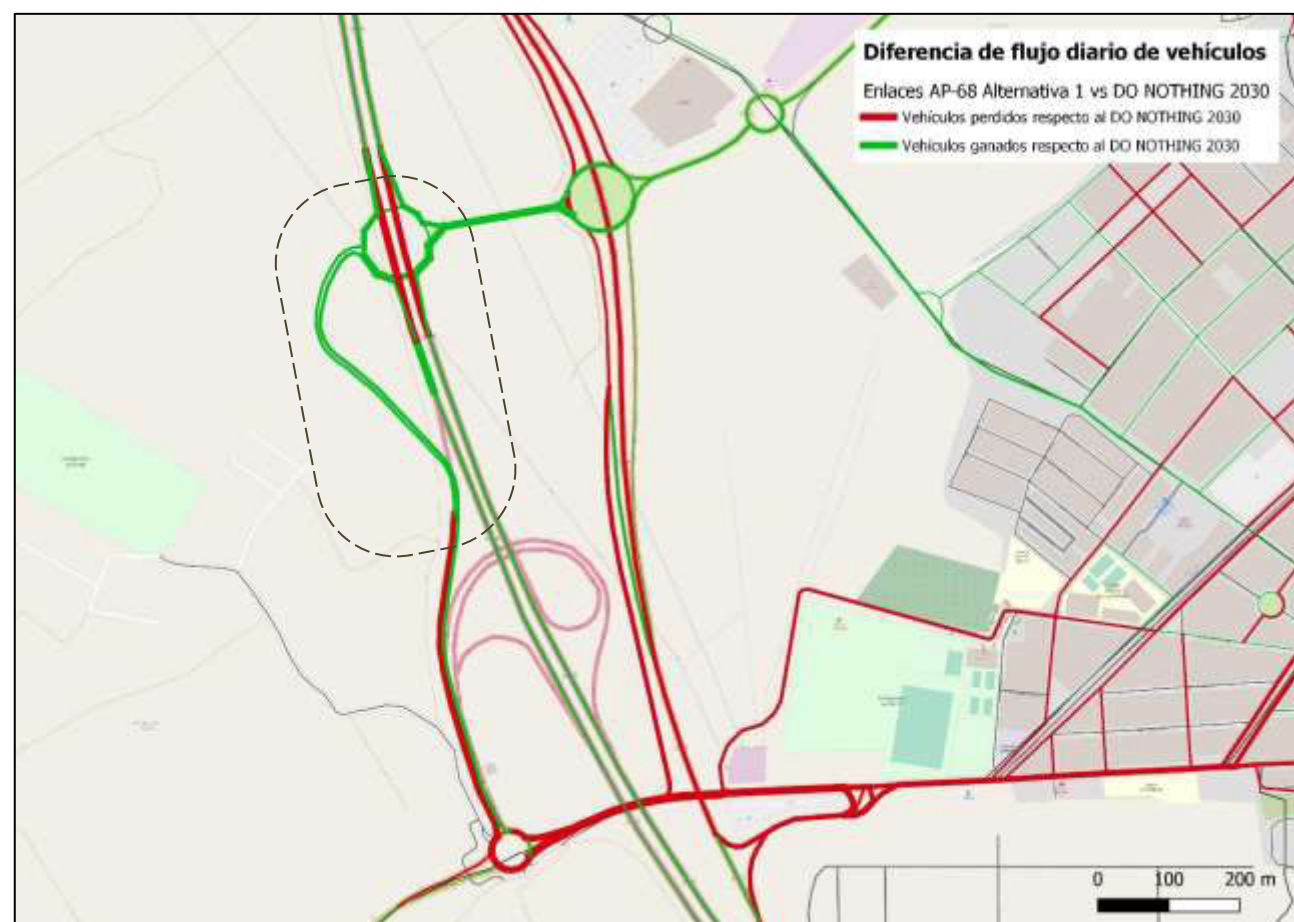 Diferencia de flujo diario de vehículos
Enlaces AP-68 Alternativa 1 vs DO NOTHING 2030
Vehículos perdidos respecto al DO NOTHING 2030
Vehículos ganados respecto al DO NOTHING 2030
0 100 200 m